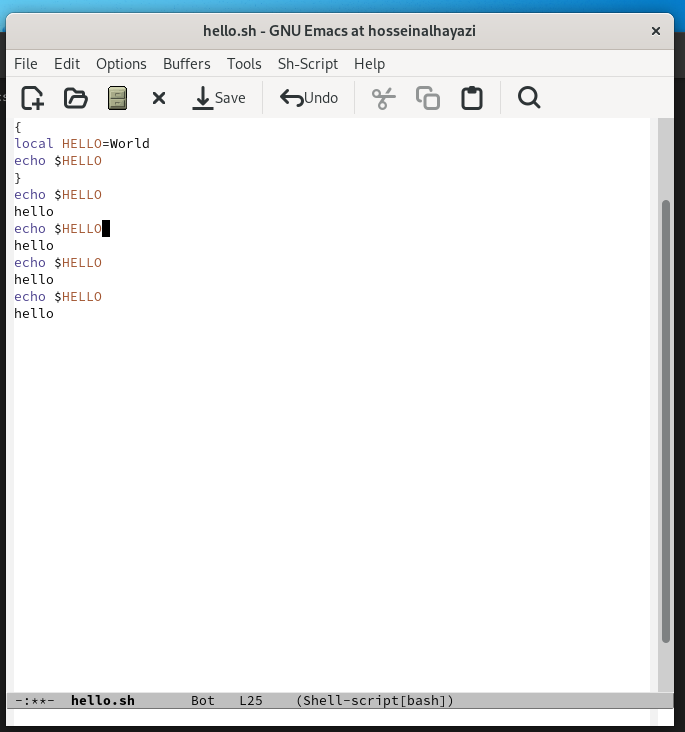 hello.sh - GNU Emacs at hosseinalhayazi
File Edit Options Buffers Tools Sh-Script Help
Save Undo
{
local HELLO=World
echo $HELLO
}
echo $HELLO
hello
echo $HELLO
hello
echo $HELLO
hello
echo $HELLO
hello
-:**- hello.sh Bot L25 (Shell-script[bash])